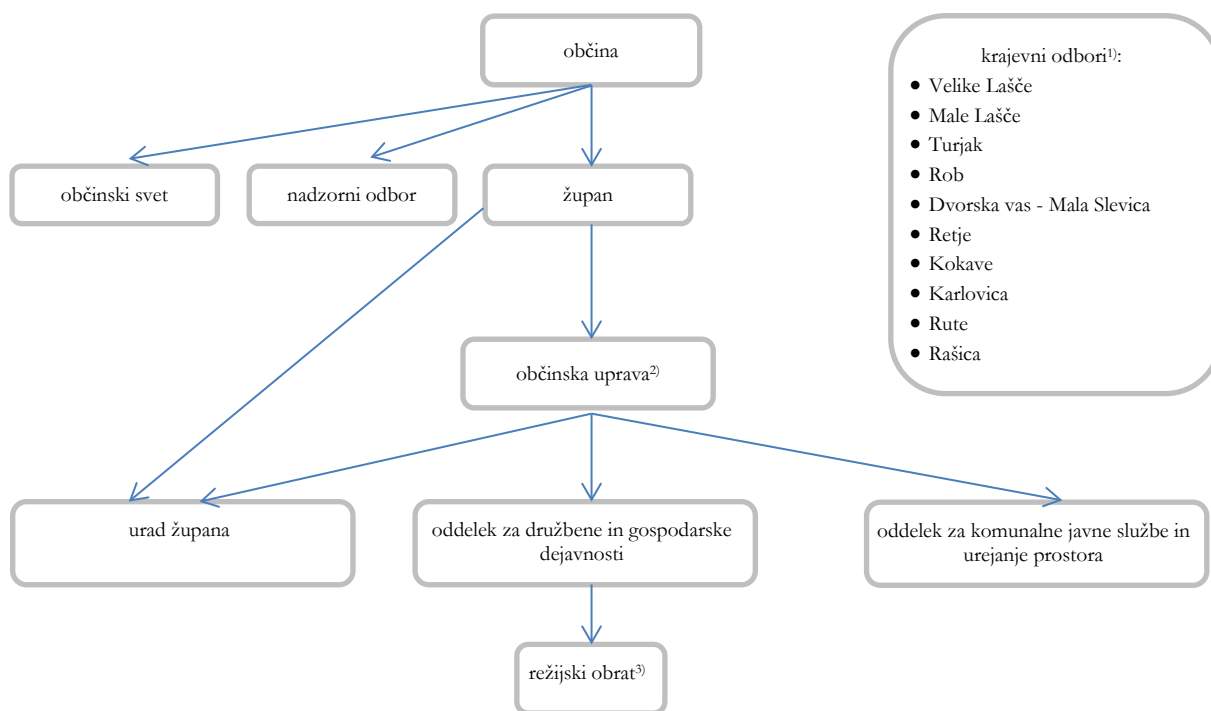 občina
krajevni odbori¹⁾:
• Velike Lašče
• Male Lašče
• Turjak
• Rob
• Dvorska vas - Mala Slevica
• Retje
• Kokave
• Karlovica
• Rute
• Rašica
občinski svet
nadzorni odbor
župan
občinska uprava²⁾
urad župana
oddelek za družbene in gospodarske
dejavnosti
oddelek za komunalne javne službe in
urejanje prostora
režijski obrat³⁾